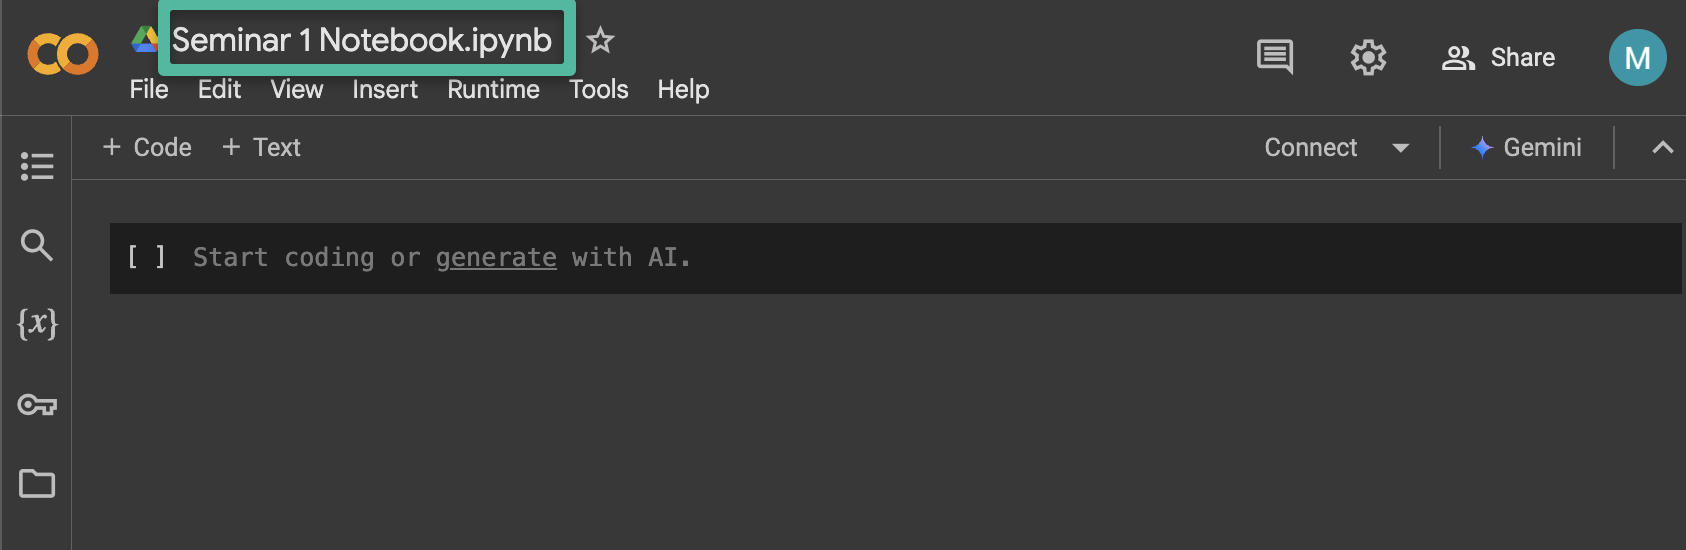 Seminar 1 Notebook.ipynb
File Edit View Insert Runtime Tools Help
Share
M
+ Code + Text
Connect
Gemini
[ ] Start coding or generate with AI.
{x}